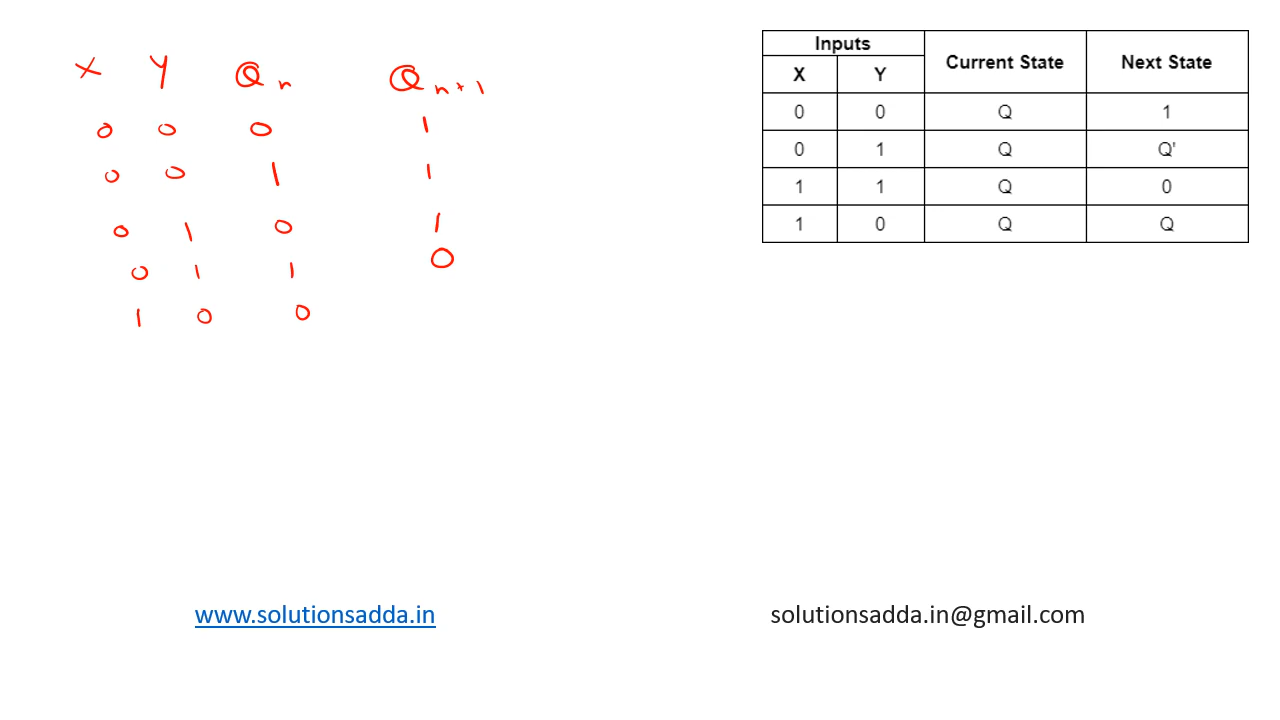 X Y Qn Qn+1
0 0 0 1
0 0 1 1
0 1 0 1
0 1 1 0
1 0 0
Inputs Current State Next State
X Y
0 0 Q 1
0 1 Q Q'
1 1 Q 0
1 0 Q Q
www.solutionsadda.in
solutionsadda.in@gmail.com